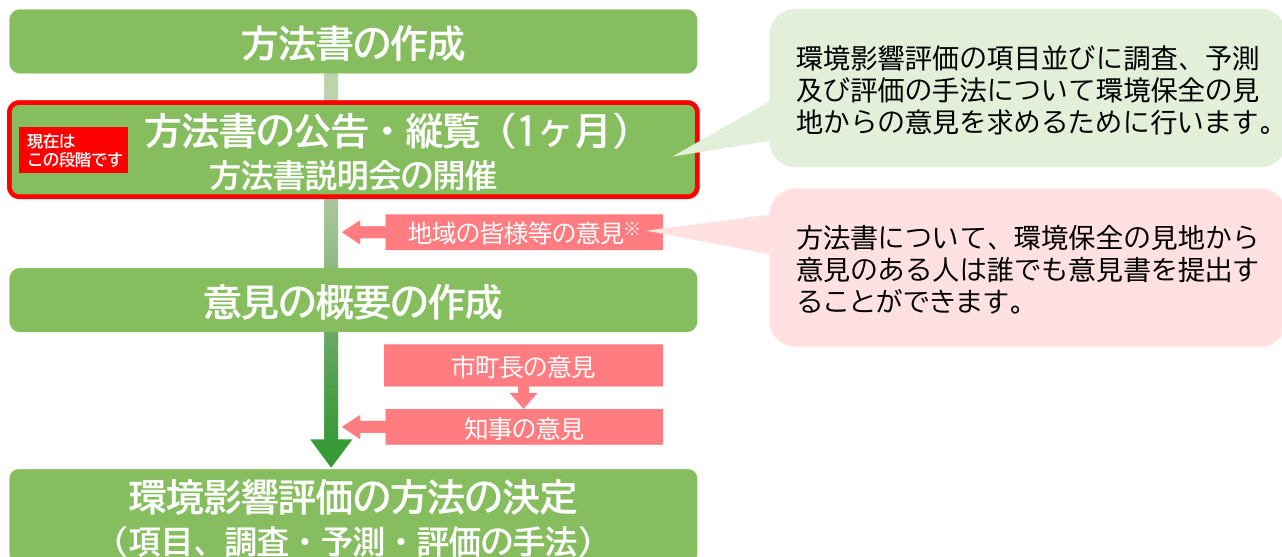 方法書の作成
現在は
この段階です
方法書の公告・縦覧（1ヶ月）
方法書説明会の開催
環境影響評価の項目並びに調査、予測
及び評価の手法について環境保全の見
地からの意見を求めるために行います。
地域の皆様等の意見※
方法書について、環境保全の見地から
意見のある人は誰でも意見書を提出す
ることができます。
意見の概要の作成
市町長の意見
知事の意見
環境影響評価の方法の決定
（項目、調査・予測・評価の手法）